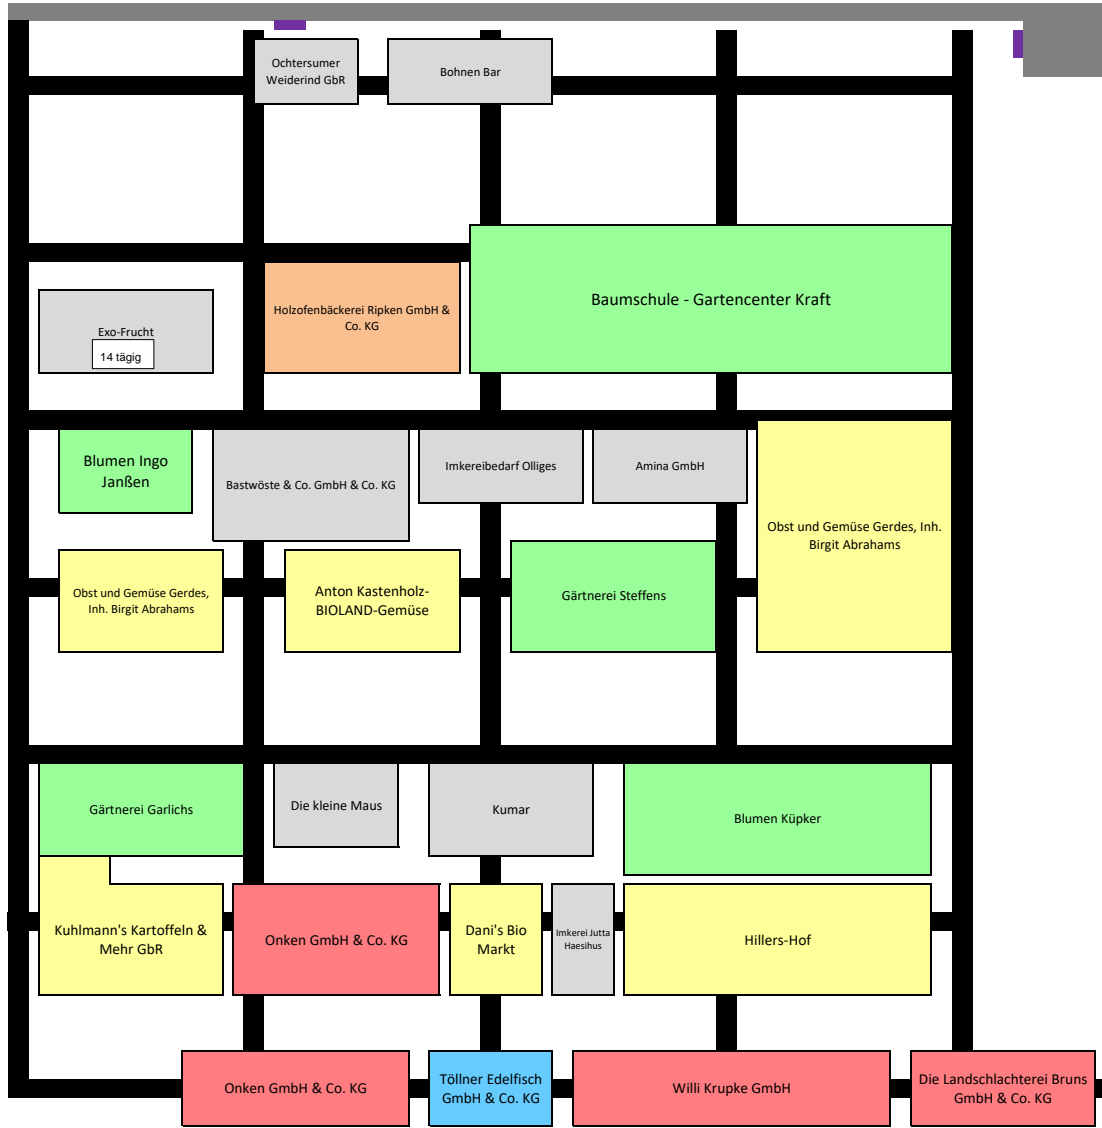 Ochtersumer
Weiderind GbR
Bohnen Bar
Baumschule - Gartencenter Kraft
Holzofenbäckerei Ripken GmbH &
Co. KG
Exo-Frucht
14 tägig
Blumen Ingo
Janßen
Bastwöste & Co. GmbH & Co. KG
Imkereibedarf Olliges
Amina GmbH
Obst und Gemüse Gerdes, Inh.
Birgit Abrahams
Obst und Gemüse Gerdes,
Inh. Birgit Abrahams
Anton Kastenholz-
BIOLAND-Gemüse
Gärtnerei Steffens
Gärtnerei Garlichs
Die kleine Maus
Kumar
Blumen Küpker
Kuhlmann's Kartoffeln &
Mehr GbR
Onken GmbH & Co. KG
Dani's Bio
Markt
Imkerei Jutta
Haesihus
Hillers-Hof
Onken GmbH & Co. KG
Töllner Edelfisch
GmbH & Co. KG
Willi Krupke GmbH
Die Landschlachterei Bruns
GmbH & Co. KG